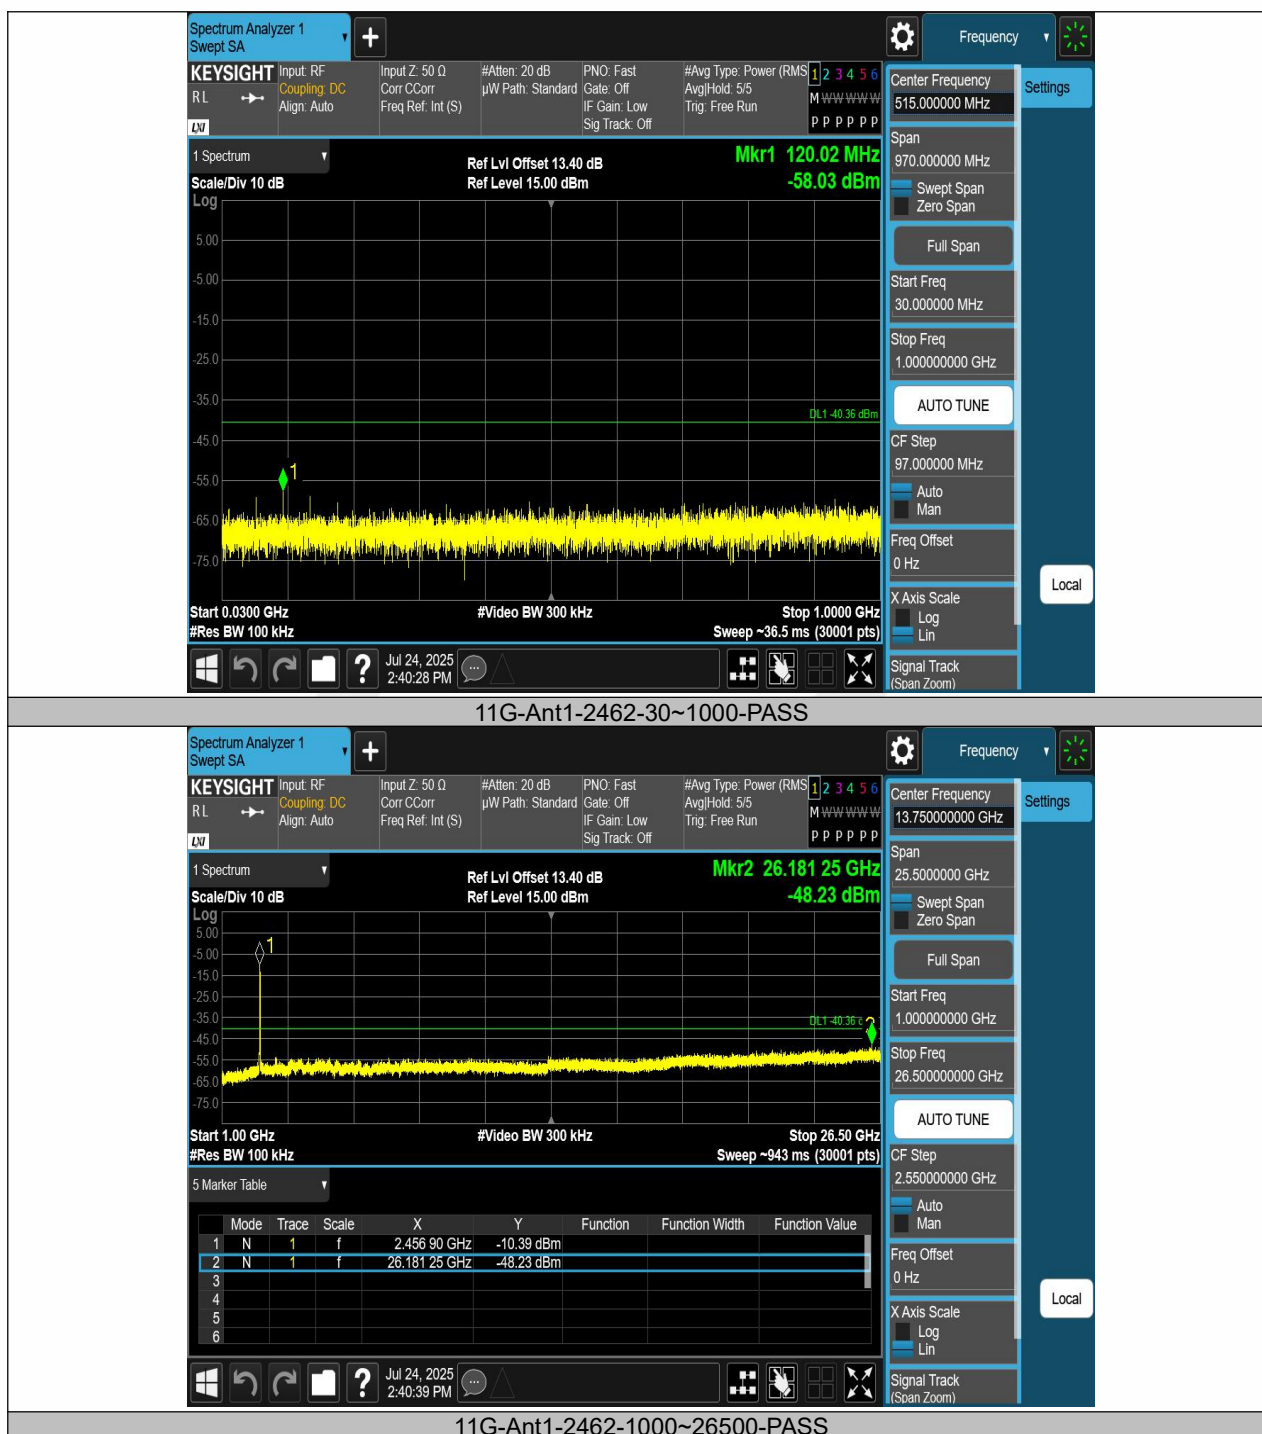 Spectrum Analyzer 1
Swept SA
+
Frequency
KEYSIGHT
RL
LXI
Input: RF
Coupling: DC
Align: Auto
Input Z: 50 Ω
Corr CCorr
Freq Ref: Int (S)
#Atten: 20 dB
µW Path: Standard
PNO: Fast
Gate: Off
IF Gain: Low
Sig Track: Off
#Avg Type: Power (RMS
Avg|Hold: 5/5
Trig: Free Run
1 2 3 4 5 6
M W W W W W
P P P P P P
1 Spectrum
Scale/Div 10 dB
Ref Lvl Offset 13.40 dB
Ref Level 15.00 dBm
Mkr1 120.02 MHz
-58.03 dBm
Log
5.00
-5.00
-15.0
-25.0
-35.0
-45.0
-55.0
-65.0
-75.0
DL1 -40.36 dBm
1
Start 0.0300 GHz
#Res BW 100 kHz
#Video BW 300 kHz
Stop 1.0000 GHz
Sweep ~36.5 ms (30001 pts)
?
Jul 24, 2025
2:40:28 PM
Center Frequency
515.000000 MHz
Span
970.000000 MHz
Swept Span
Zero Span
Full Span
Start Freq
30.000000 MHz
Stop Freq
1.000000000 GHz
AUTO TUNE
CF Step
97.000000 MHz
Auto
Man
Freq Offset
0 Hz
X Axis Scale
Log
Lin
Signal Track
(Span Zoom)
Settings
Local
11G-Ant1-2462-30~1000-PASS
Spectrum Analyzer 1
Swept SA
+
Frequency
KEYSIGHT
RL
LXI
Input: RF
Coupling: DC
Align: Auto
Input Z: 50 Ω
Corr CCorr
Freq Ref: Int (S)
#Atten: 20 dB
µW Path: Standard
PNO: Fast
Gate: Off
IF Gain: Low
Sig Track: Off
#Avg Type: Power (RMS
Avg|Hold: 5/5
Trig: Free Run
1 2 3 4 5 6
M W W W W W
P P P P P P
1 Spectrum
Scale/Div 10 dB
Ref Lvl Offset 13.40 dB
Ref Level 15.00 dBm
Mkr2 26.181 25 GHz
-48.23 dBm
Log
5.00
-5.00
-15.0
-25.0
-35.0
-45.0
-55.0
-65.0
-75.0
1
DL1 -40.36
Start 1.00 GHz
#Res BW 100 kHz
#Video BW 300 kHz
Stop 26.50 GHz
Sweep ~943 ms (30001 pts)
5 Marker Table
Mode Trace Scale X Y Function Function Width Function Value
1 N 1 f 2.456 90 GHz -10.39 dBm
2 N 1 f 26.181 25 GHz -48.23 dBm
3
4
5
6
?
Jul 24, 2025
2:40:39 PM
Center Frequency
13.750000000 GHz
Span
25.5000000 GHz
Swept Span
Zero Span
Full Span
Start Freq
1.000000000 GHz
Stop Freq
26.500000000 GHz
AUTO TUNE
CF Step
2.550000000 GHz
Auto
Man
Freq Offset
0 Hz
X Axis Scale
Log
Lin
Signal Track
(Span Zoom)
Settings
Local
11G-Ant1-2462-1000~26500-PASS